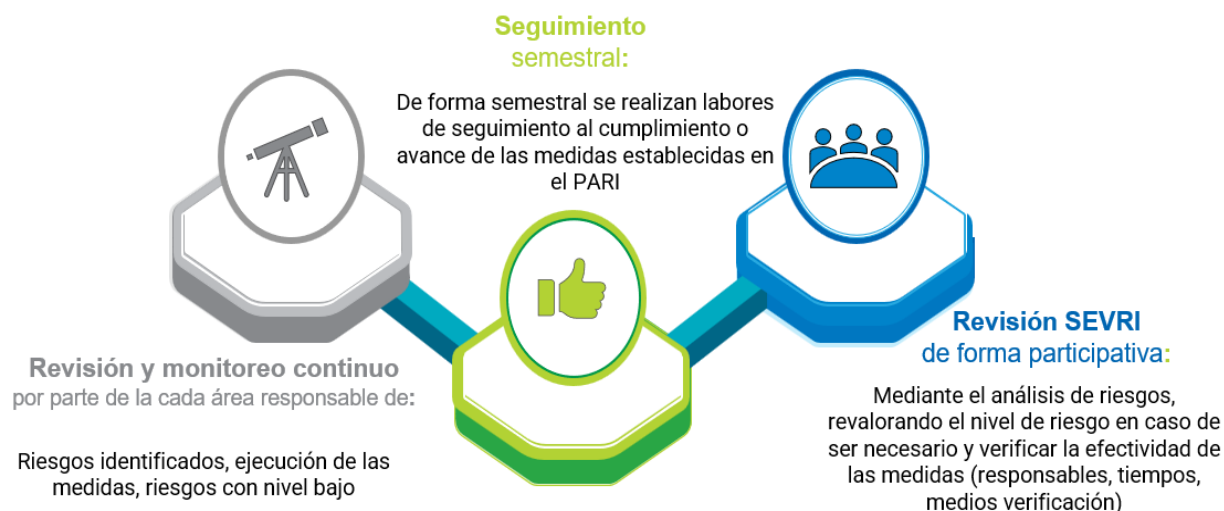 Seguimiento
semestral:
De forma semestral se realizan labores
de seguimiento al cumplimiento o
avance de las medidas establecidas en
el PARI
Revisión y monitoreo continuo
por parte de la cada área responsable de:
Riesgos identificados, ejecución de las
medidas, riesgos con nivel bajo
Revisión SEVRI
de forma participativa:
Mediante el análisis de riesgos,
revalorando el nivel de riesgo en caso de
ser necesario y verificar la efectividad de
las medidas (responsables, tiempos,
medios verificación)